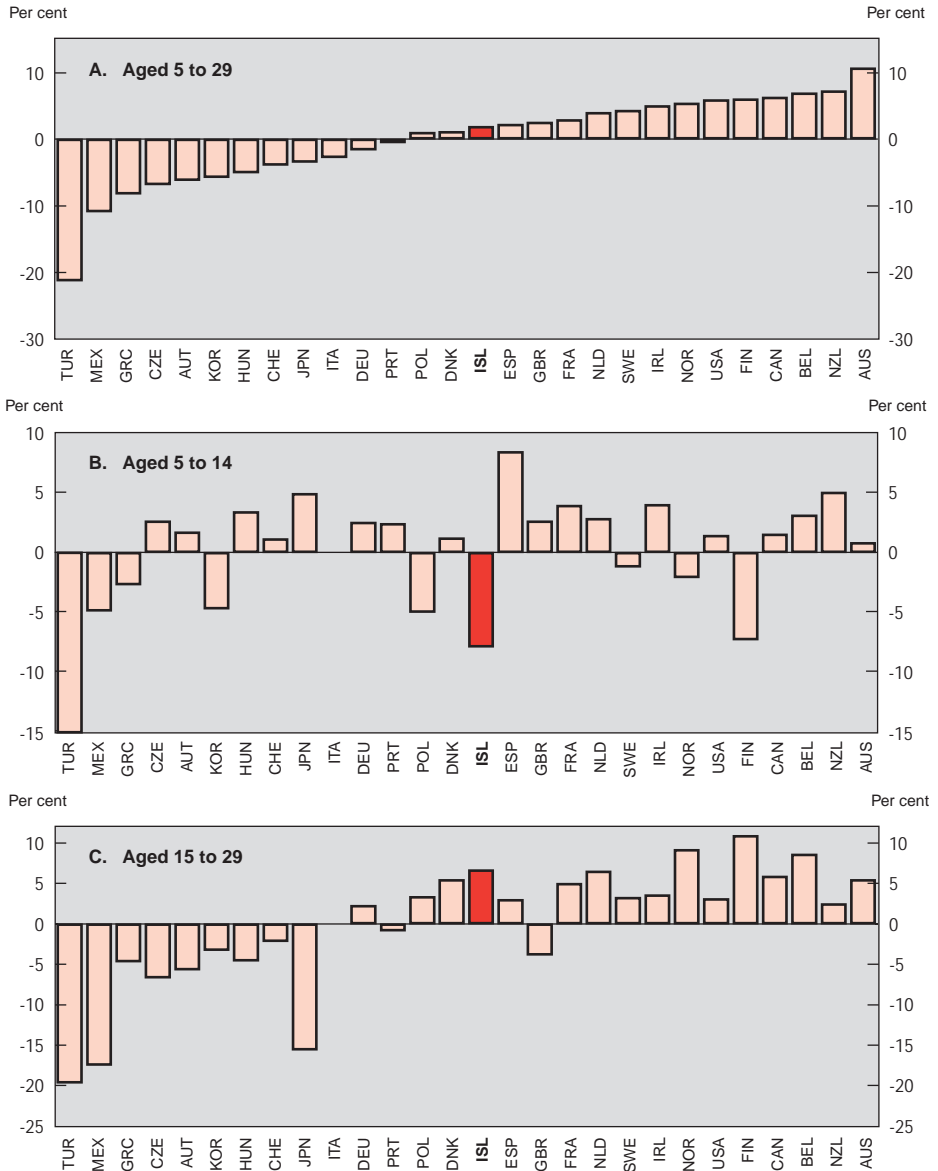 Per cent Per cent
A. Aged 5 to 29
10 10
0 0
-10 -10
-20 -20
-30 -30
TUR MEX GRC CZE AUT KOR HUN CHE JPN ITA DEU PRT POL DNK ISL ESP GBR FRA NLD SWE IRL NOR USA FIN CAN BEL NZL AUS
Per cent Per cent
10 10
B. Aged 5 to 14
5 5
0 0
-5 -5
-10 -10
-15 -15
TUR MEX GRC CZE AUT KOR HUN CHE JPN ITA DEU PRT POL DNK ISL ESP GBR FRA NLD SWE IRL NOR USA FIN CAN BEL NZL AUS
Per cent Per cent
10 10
C. Aged 15 to 29
5 5
0 0
-5 -5
-10 -10
-15 -15
-20 -20
-25 -25
TUR MEX GRC CZE AUT KOR HUN CHE JPN ITA DEU PRT POL DNK ISL ESP GBR FRA NLD SWE IRL NOR USA FIN CAN BEL NZL AUS